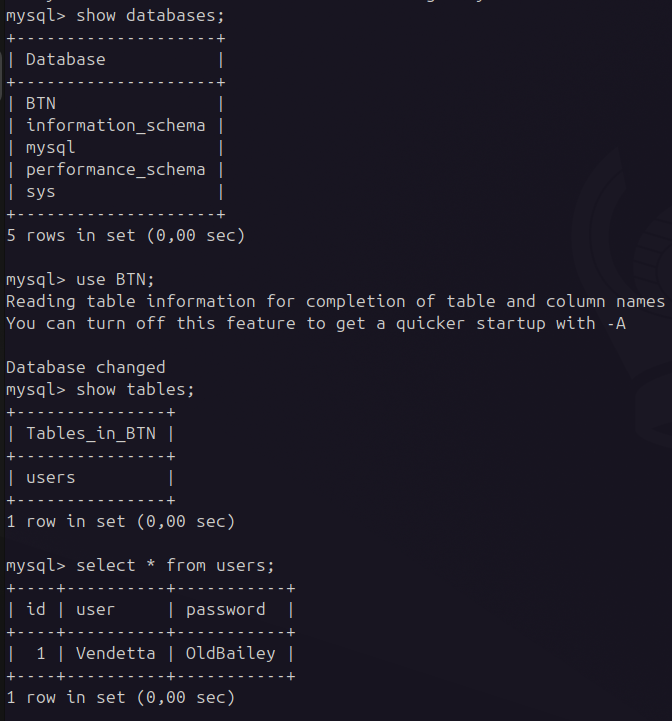 mysql> show databases;
+--------------------+
| Database           |
+--------------------+
| BTN                |
| information_schema |
| mysql              |
| performance_schema |
| sys                |
+--------------------+
5 rows in set (0,00 sec)

mysql> use BTN;
Reading table information for completion of table and column names
You can turn off this feature to get a quicker startup with -A

Database changed
mysql> show tables;
+---------------+
| Tables_in_BTN |
+---------------+
| users         |
+---------------+
1 row in set (0,00 sec)

mysql> select * from users;
+----+----------+-----------+
| id | user     | password  |
+----+----------+-----------+
|  1 | Vendetta | OldBailey |
+----+----------+-----------+
1 row in set (0,00 sec)